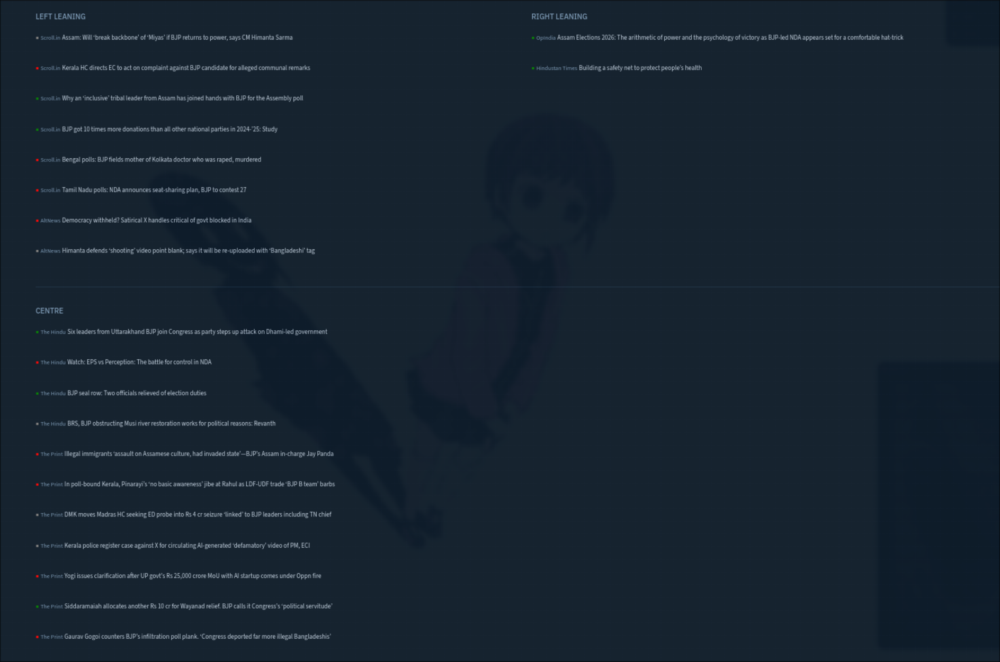 LEFT LEANING
Scroll.in Assam: Will ‘break backbone’ of ‘Miyas’ if BJP returns to power, says CM Himanta Sarma
Scroll.in Kerala HC directs EC to act on complaint against BJP candidate for alleged communal remarks
Scroll.in Why an ‘inclusive’ tribal leader from Assam has joined hands with BJP for the Assembly poll
Scroll.in BJP got 10 times more donations than all other national parties in 2024-’25: Study
Scroll.in Bengal polls: BJP fields mother of Kolkata doctor who was raped, murdered
Scroll.in Tamil Nadu polls: NDA announces seat-sharing plan, BJP to contest 27
AltNews Democracy withheld? Satirical X handles critical of govt blocked in India
AltNews Himanta defends ‘shooting’ video point blank; says it will be re-uploaded with ‘Bangladeshi’ tag
RIGHT LEANING
OpIndia Assam Elections 2026: The arithmetic of power and the psychology of victory as BJP-led NDA appears set for a comfortable hat-trick
Hindustan Times Building a safety net to protect people’s health
CENTRE
The Hindu Six leaders from Uttarakhand BJP join Congress as party steps up attack on Dhami-led government
The Hindu Watch: EPS vs Perception: The battle for control in NDA
The Hindu BJP seal row: Two officials relieved of election duties
The Hindu BRS, BJP obstructing Musi river restoration works for political reasons: Revanth
The Print Illegal immigrants ‘assault on Assamese culture, had invaded state’—BJP’s Assam in-charge Jay Panda
The Print In poll-bound Kerala, Pinarayi’s ‘no basic awareness’ jibe at Rahul as LDF-UDF trade ‘BJP B team’ barbs
The Print DMK moves Madras HC seeking ED probe into Rs 4 cr seizure ‘linked’ to BJP leaders including TN chief
The Print Kerala police register case against X for circulating AI-generated ‘defamatory’ video of PM, ECI
The Print Yogi issues clarification after UP govt’s Rs 25,000 crore MoU with AI startup comes under Oppn fire
The Print Siddaramaiah allocates another Rs 10 cr for Wayanad relief. BJP calls it Congress’s ‘political servitude’
The Print Gaurav Gogoi counters BJP’s infiltration poll plank. ‘Congress deported far more illegal Bangladeshis’